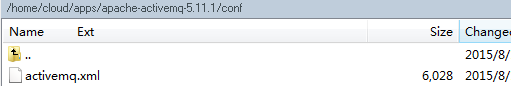 /home/cloud/apps/apache-activemq-5.11.1/conf
Name Ext Size Changed
.. 2015/8/
activemq.xml 6,028 2015/8/